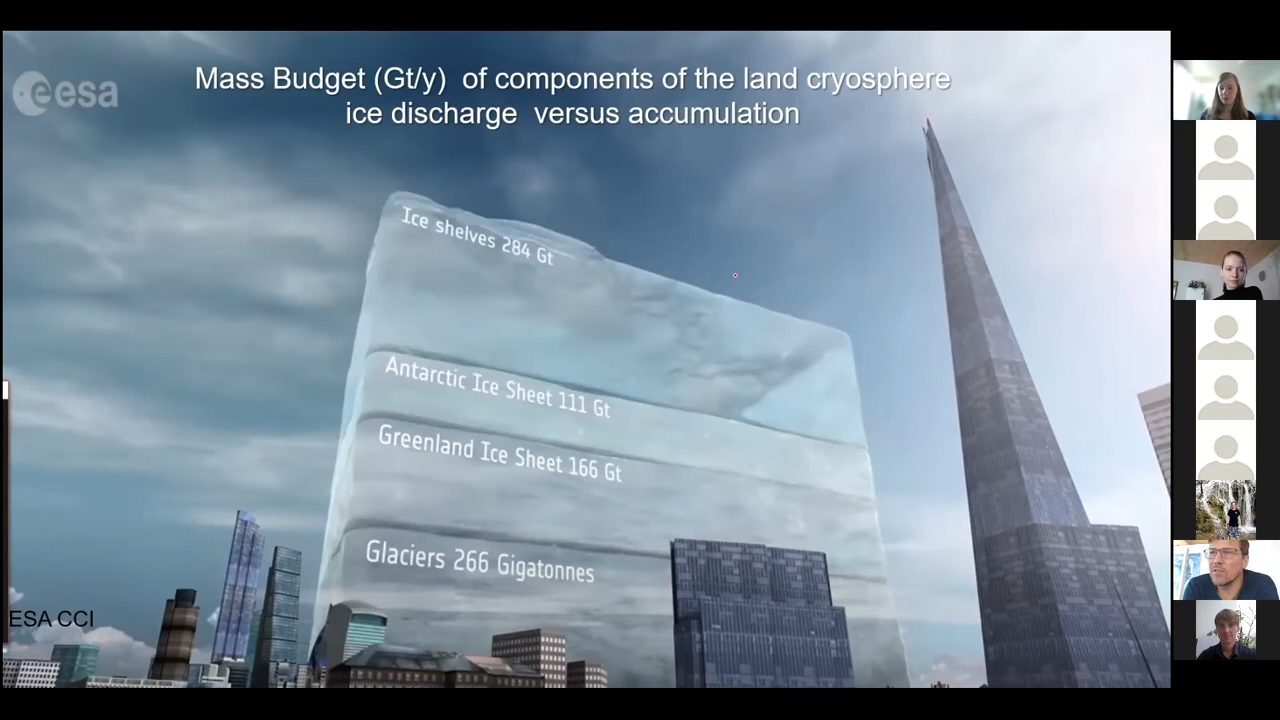 esa
Mass Budget (Gt/y) of components of the land cryosphere
ice discharge versus accumulation
Ice shelves 284 Gt
Antarctic Ice Sheet 111 Gt
Greenland Ice Sheet 166 Gt
Glaciers 266 Gigatonnes
ESA CCI